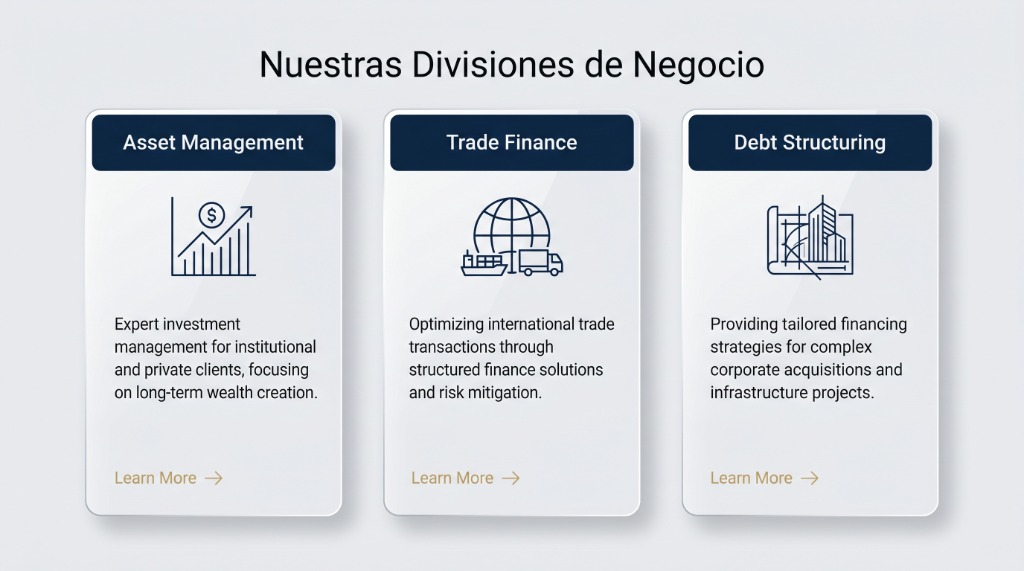 Nuestras Divisiones de Negocio
Asset Management
$
Expert investment
management for institutional
and private clients, focusing
on long-term wealth creation.
Learn More →
Trade Finance
Optimizing international trade
transactions through
structured finance solutions
and risk mitigation.
Learn More →
Debt Structuring
Providing tailored financing
strategies for complex
corporate acquisitions and
infrastructure projects.
Learn More →